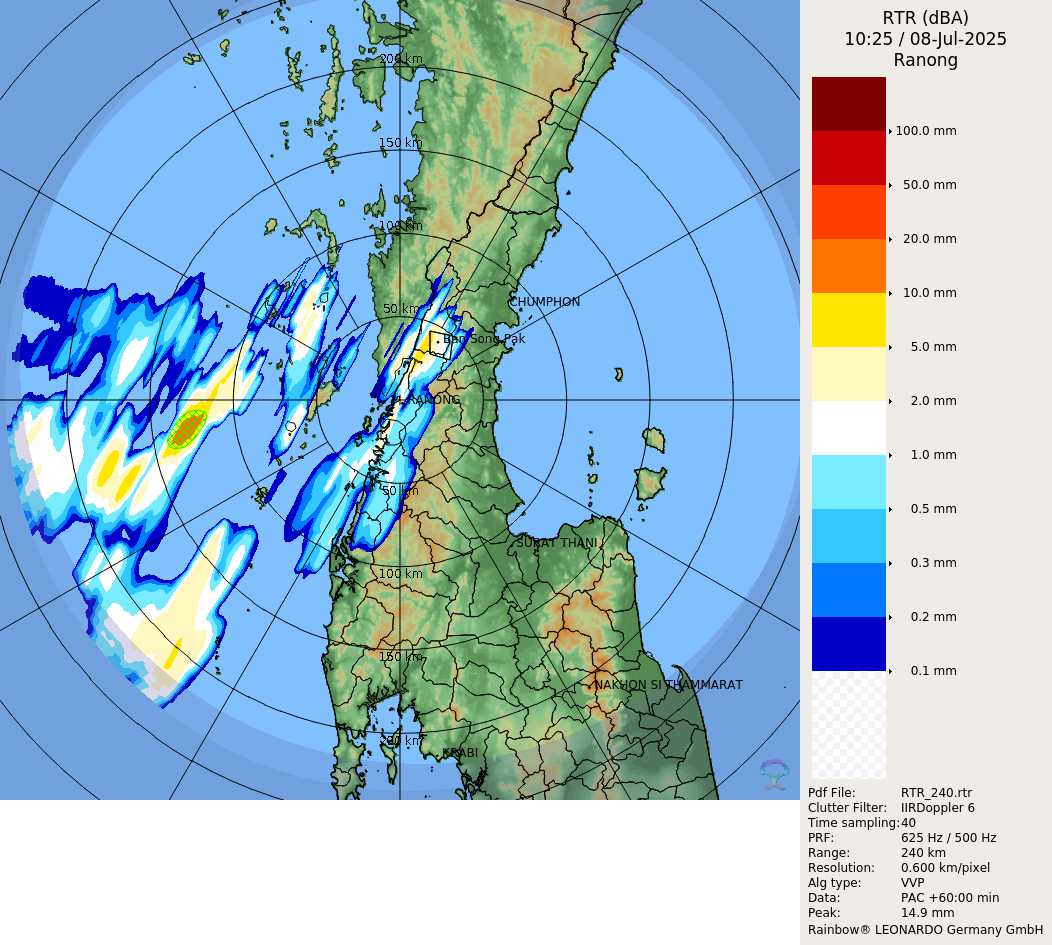 RTR (dBA)
10:25 / 08-Jul-2025
Ranong
200 km
150 km
100 km
50 km
CHUMPHON
Ban Song Pak
RANONG
50 km
SURAT THANI
100 km
150 km
NAKHON SI THAMMARAT
200 km
KRABI
100.0 mm
50.0 mm
20.0 mm
10.0 mm
5.0 mm
2.0 mm
1.0 mm
0.5 mm
0.3 mm
0.2 mm
0.1 mm
Pdf File: RTR_240.rtr
Clutter Filter: IIRDoppler 6
Time sampling:40
PRF: 625 Hz / 500 Hz
Range: 240 km
Resolution: 0.600 km/pixel
Alg type: VVP
Data: PAC +60:00 min
Peak: 14.9 mm
Rainbow® LEONARDO Germany GmbH